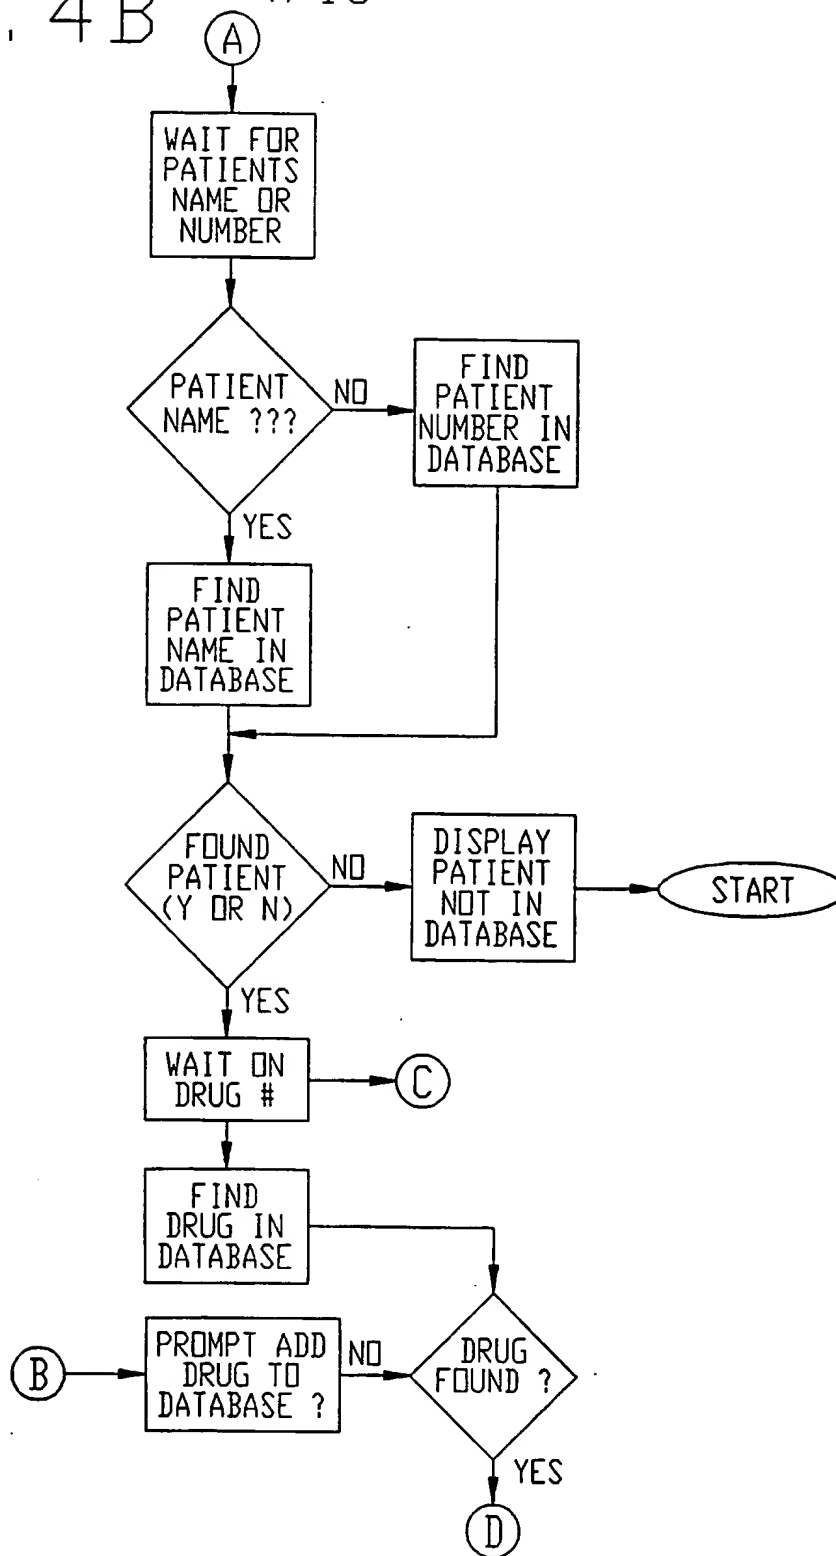 . 4B
A
WAIT FOR
PATIENTS
NAME OR
NUMBER
PATIENT
NAME ???
NO
FIND
PATIENT
NUMBER IN
DATABASE
YES
FIND
PATIENT
NAME IN
DATABASE
FOUND
PATIENT
(Y OR N)
NO
DISPLAY
PATIENT
NOT IN
DATABASE
START
YES
WAIT ON
DRUG #
C
FIND
DRUG IN
DATABASE
B
PROMPT ADD
DRUG TO
DATABASE ?
NO
DRUG
FOUND ?
YES
D